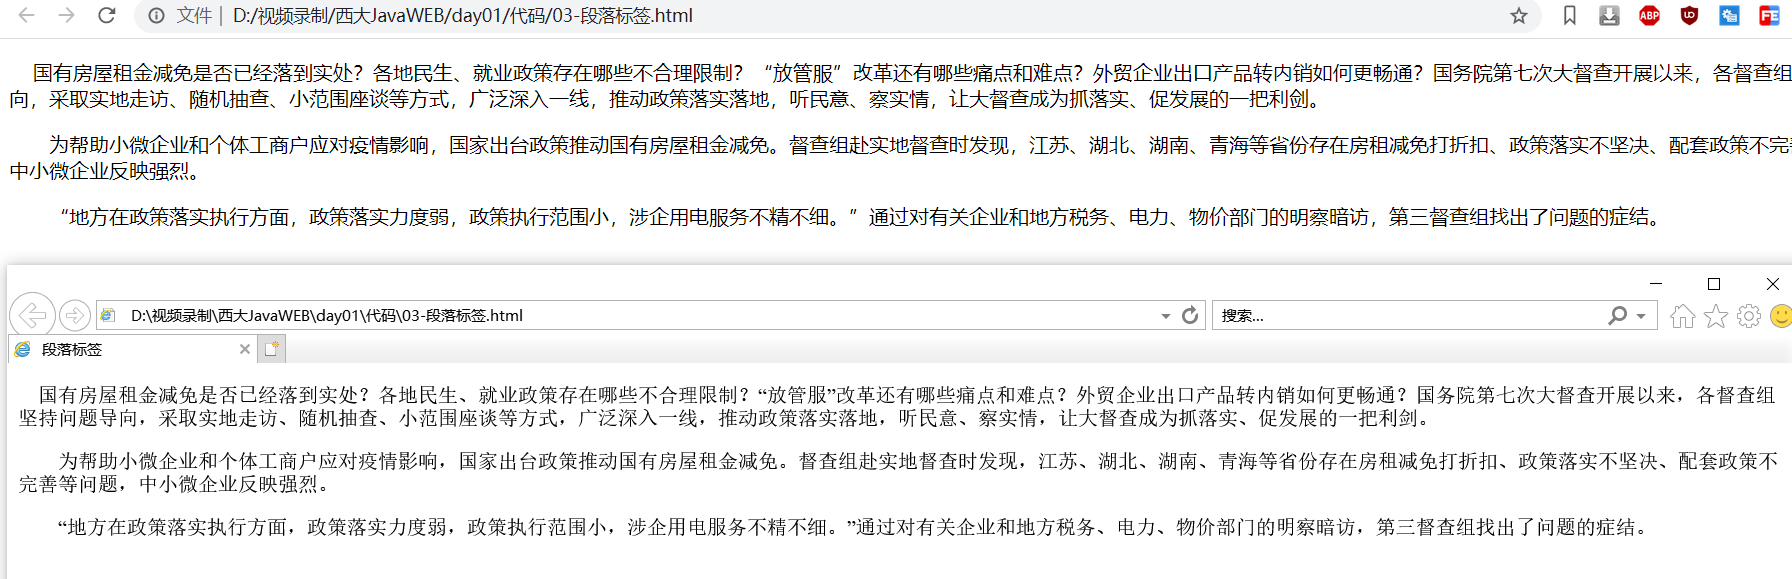 文件 | D:/视频录制/西大JavaWEB/day01/代码/03-段落标签.html
ABP
FE
国有房屋租金减免是否已经落到实处？各地民生、就业政策存在哪些不合理限制？“放管服”改革还有哪些痛点和难点？外贸企业出口产品转内销如何更畅通？国务院第七次大督查开展以来，各督查组
向，采取实地走访、随机抽查、小范围座谈等方式，广泛深入一线，推动政策落实落地，听民意、察实情，让大督查成为抓落实、促发展的一把利剑。
为帮助小微企业和个体工商户应对疫情影响，国家出台政策推动国有房屋租金减免。督查组赴实地督查时发现，江苏、湖北、湖南、青海等省份存在房租减免打折扣、政策落实不坚决、配套政策不完
中小微企业反映强烈。
“地方在政策落实执行方面，政策落实力度弱，政策执行范围小，涉企用电服务不精不细。”通过对有关企业和地方税务、电力、物价部门的明察暗访，第三督查组找出了问题的症结。
D:\视频录制\西大JavaWEB\day01\代码\03-段落标签.html
搜索...
段落标签
国有房屋租金减免是否已经落到实处？各地民生、就业政策存在哪些不合理限制？“放管服”改革还有哪些痛点和难点？外贸企业出口产品转内销如何更畅通？国务院第七次大督查开展以来，各督查组
坚持问题导向，采取实地走访、随机抽查、小范围座谈等方式，广泛深入一线，推动政策落实落地，听民意、察实情，让大督查成为抓落实、促发展的一把利剑。
为帮助小微企业和个体工商户应对疫情影响，国家出台政策推动国有房屋租金减免。督查组赴实地督查时发现，江苏、湖北、湖南、青海等省份存在房租减免打折扣、政策落实不坚决、配套政策不
完善等问题，中小微企业反映强烈。
“地方在政策落实执行方面，政策落实力度弱，政策执行范围小，涉企用电服务不精不细。”通过对有关企业和地方税务、电力、物价部门的明察暗访，第三督查组找出了问题的症结。